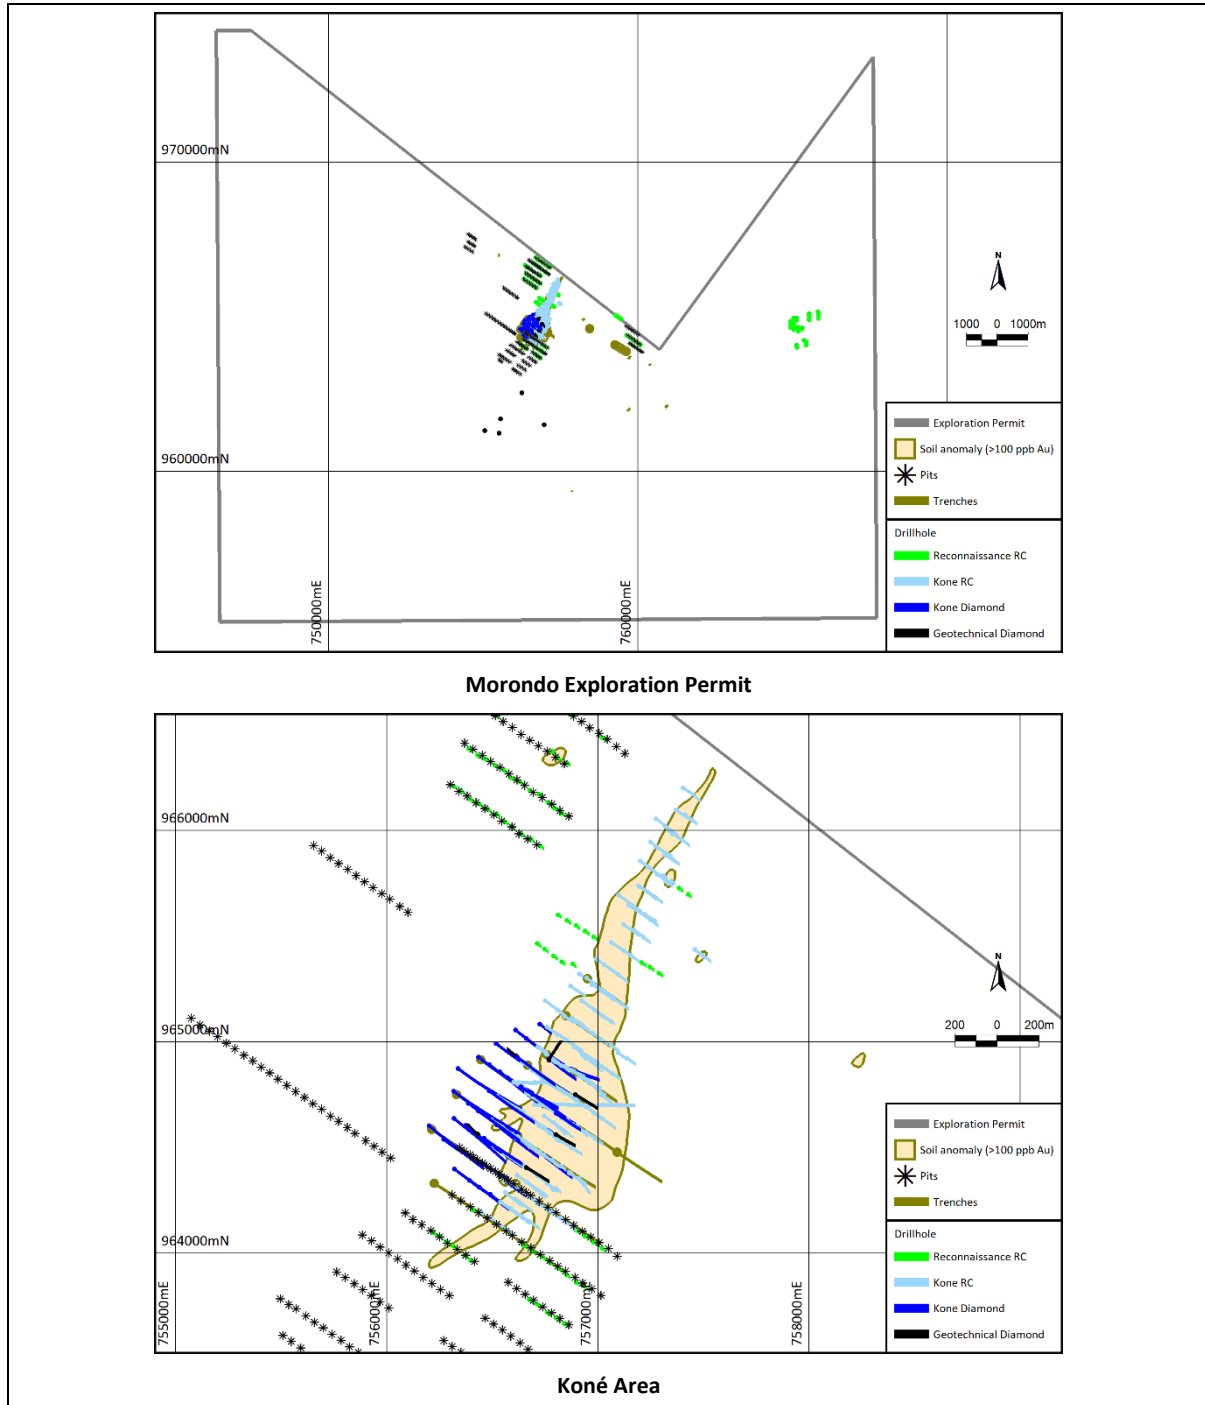 970000mN
N
1000 0 1000m
960000mN
750000mE
760000mE
Exploration Permit
Soil anomaly (>100 ppb Au)
Pits
Trenches
Drillhole
Reconnaissance RC
Kone RC
Kone Diamond
Geotechnical Diamond
Morondo Exploration Permit
966000mN
N
965000mN
200 0 200m
964000mN
755000mE
756000mE
757000mE
758000mE
Exploration Permit
Soil anomaly (>100 ppb Au)
Pits
Trenches
Drillhole
Reconnaissance RC
Kone RC
Kone Diamond
Geotechnical Diamond
Koné Area